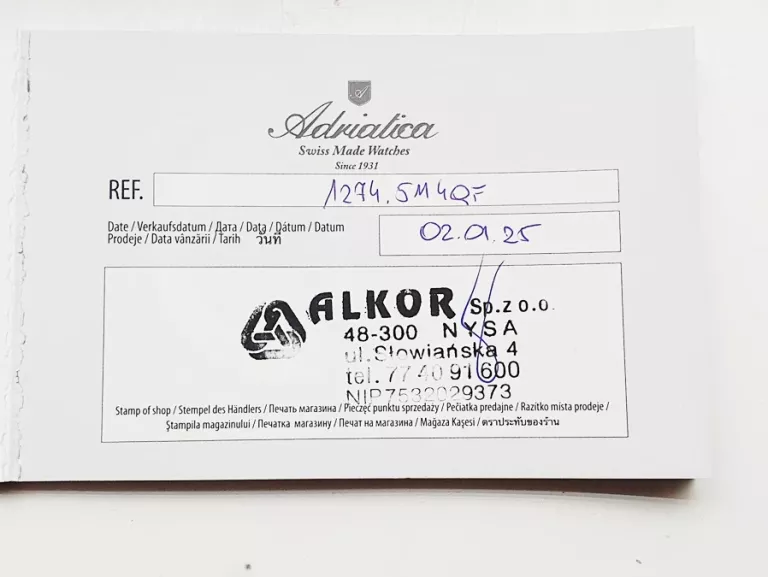 A
Adriatica
Swiss Made Watches
Since 1931
REF. 1274.5M4QF
Date / Verkaufsdatum / Дата / Data / Dátum / Datum
Prodeje / Data vânzării / Tarih วันที่
02.01.25
ALKOR Sp.z o.o.
48-300 NYSA
ul. Słowiańska 4
tel. 77 40 91 600
NIP7532029373
Stamp of shop / Stempel des Händlers / Печать магазина / Pieczęć punktu sprzedaży / Pečiatka predajne / Razítko místa prodeje /
Ştampila magazinului / Печатка магазину / Печат на магазина / Mağaza Kaşesi / ตราประทับของร้าน